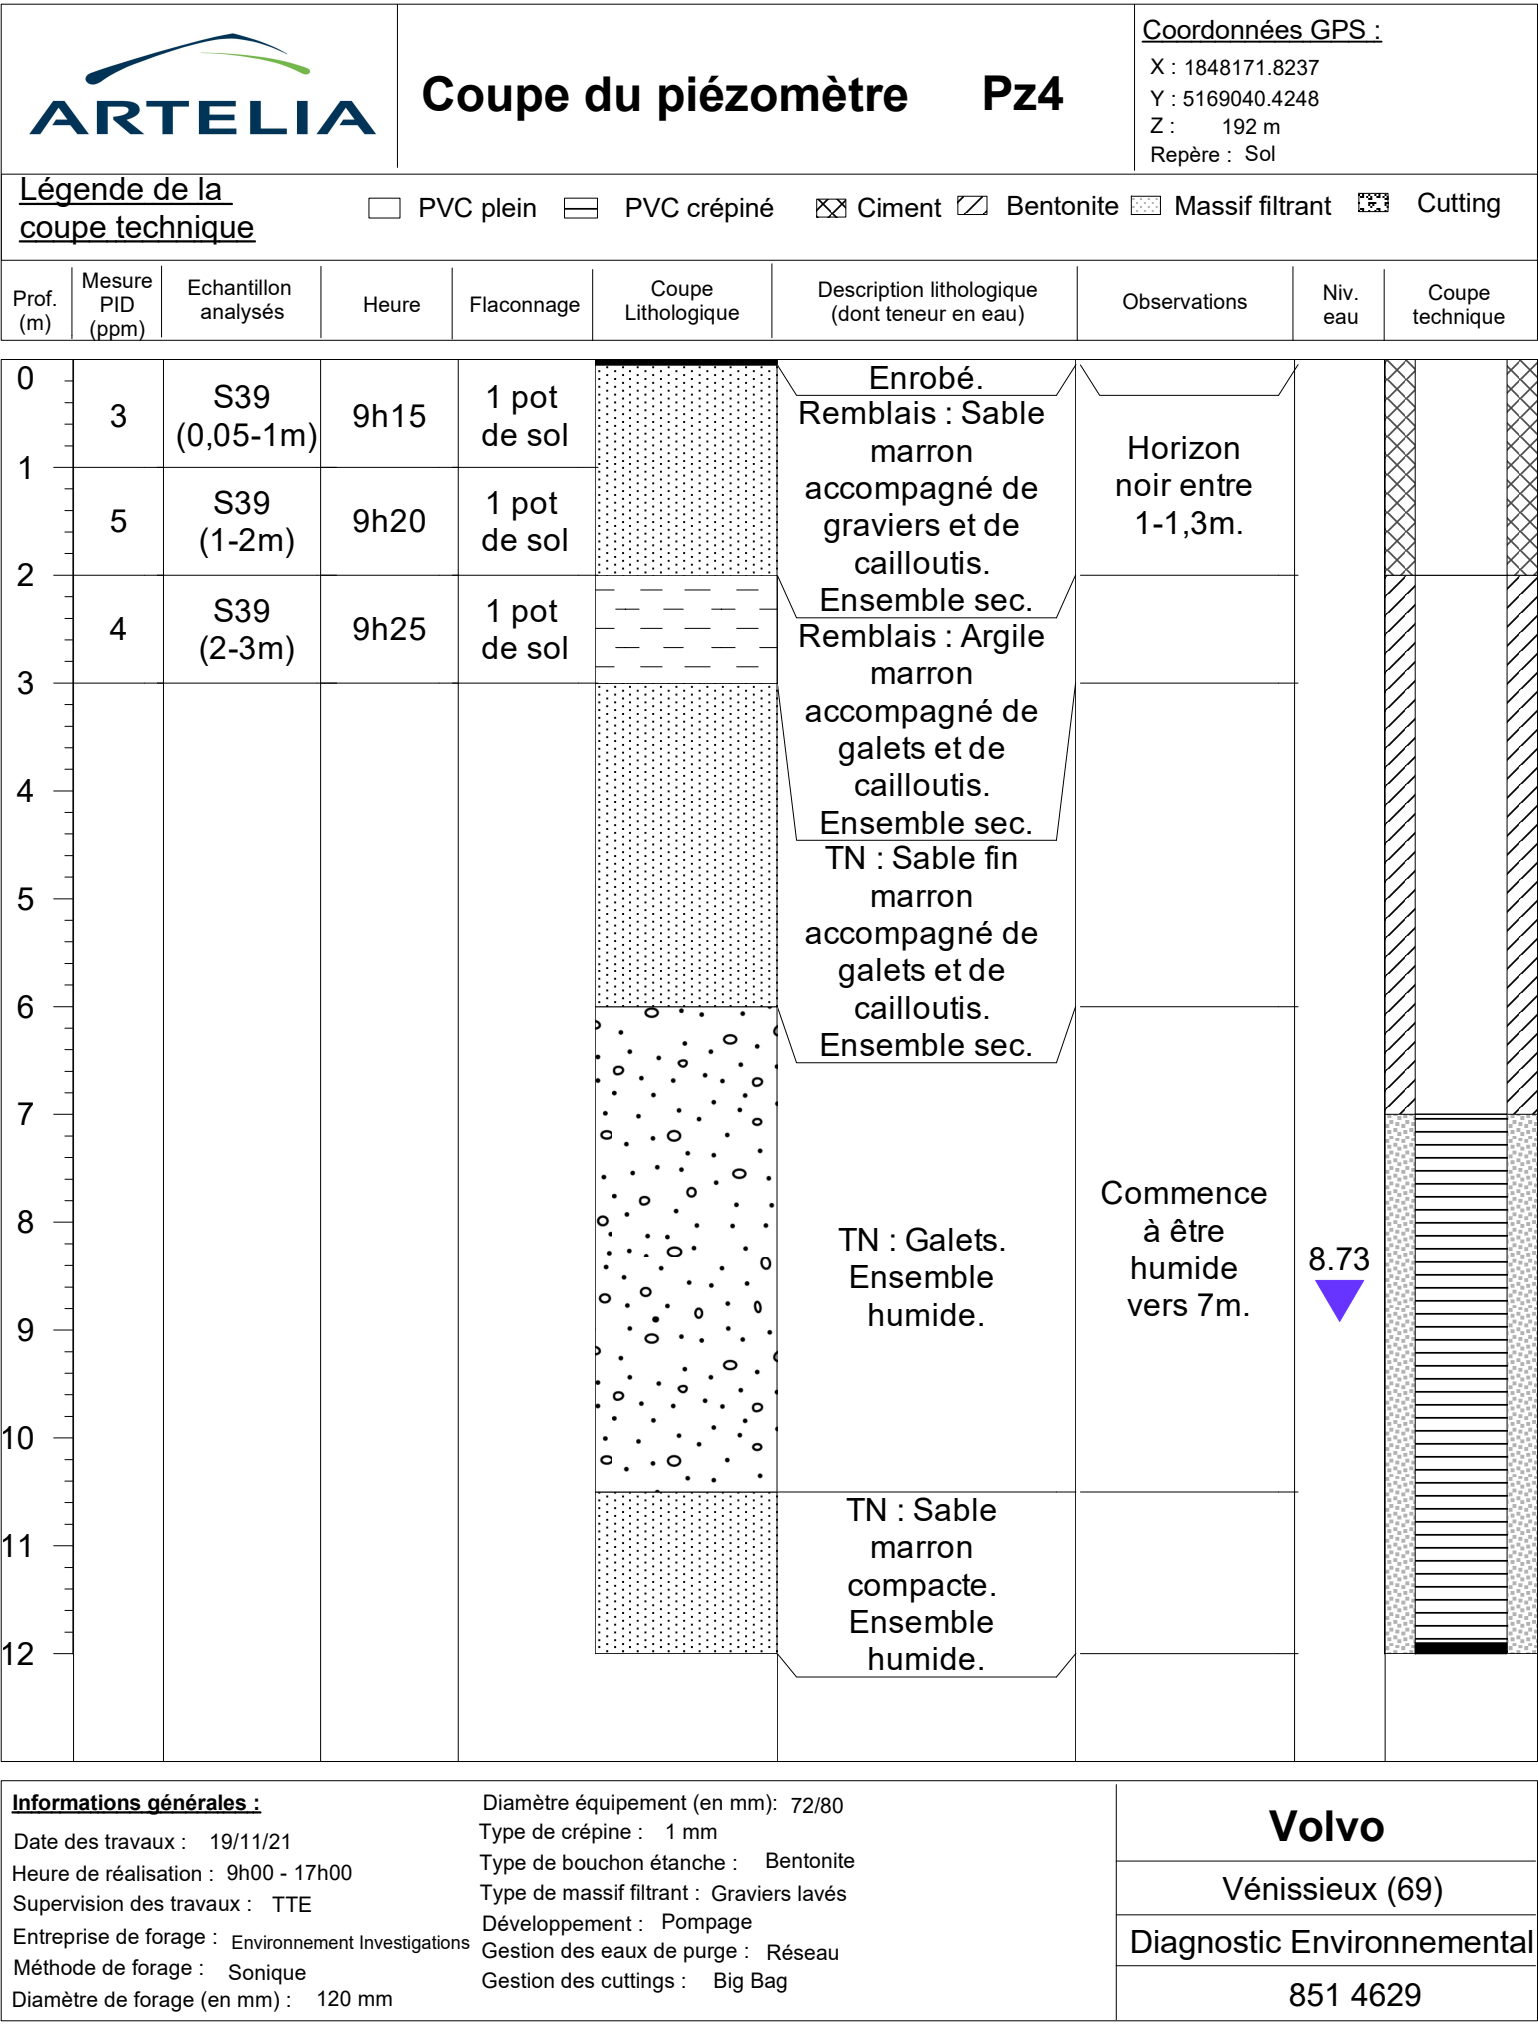 ARTELIA
Coupe du piézomètre Pz4
Coordonnées GPS :
X : 1848171.8237
Y : 5169040.4248
Z : 192 m
Repère : Sol
Légende de la
coupe technique
PVC plein
PVC crépiné
Ciment
Bentonite
Massif filtrant
Cutting
Prof.
(m)
Mesure
PID
(ppm)
Echantillon
analysés
Heure
Flaconnage
Coupe
Lithologique
Description lithologique
(dont teneur en eau)
Observations
Niv.
eau
Coupe
technique
0
1
2
3
4
5
6
7
8
9
10
11
12
3
S39
(0,05-1m)
9h15
1 pot
de sol
5
S39
(1-2m)
9h20
1 pot
de sol
4
S39
(2-3m)
9h25
1 pot
de sol
Enrobé.
Remblais : Sable
marron
accompagné de
graviers et de
cailloutis.
Ensemble sec.
Remblais : Argile
marron
accompagné de
galets et de
cailloutis.
Ensemble sec.
TN : Sable fin
marron
accompagné de
galets et de
cailloutis.
Ensemble sec.
TN : Galets.
Ensemble
humide.
TN : Sable
marron
compacte.
Ensemble
humide.
Horizon
noir entre
1-1,3m.
Commence
à être
humide
vers 7m.
8.73
Informations générales :
Date des travaux : 19/11/21
Heure de réalisation : 9h00 - 17h00
Supervision des travaux : TTE
Entreprise de forage : Environnement Investigations
Méthode de forage : Sonique
Diamètre de forage (en mm) : 120 mm
Diamètre équipement (en mm): 72/80
Type de crépine : 1 mm
Type de bouchon étanche : Bentonite
Type de massif filtrant : Graviers lavés
Développement : Pompage
Gestion des eaux de purge : Réseau
Gestion des cuttings : Big Bag
Volvo
Vénissieux (69)
Diagnostic Environnemental
851 4629